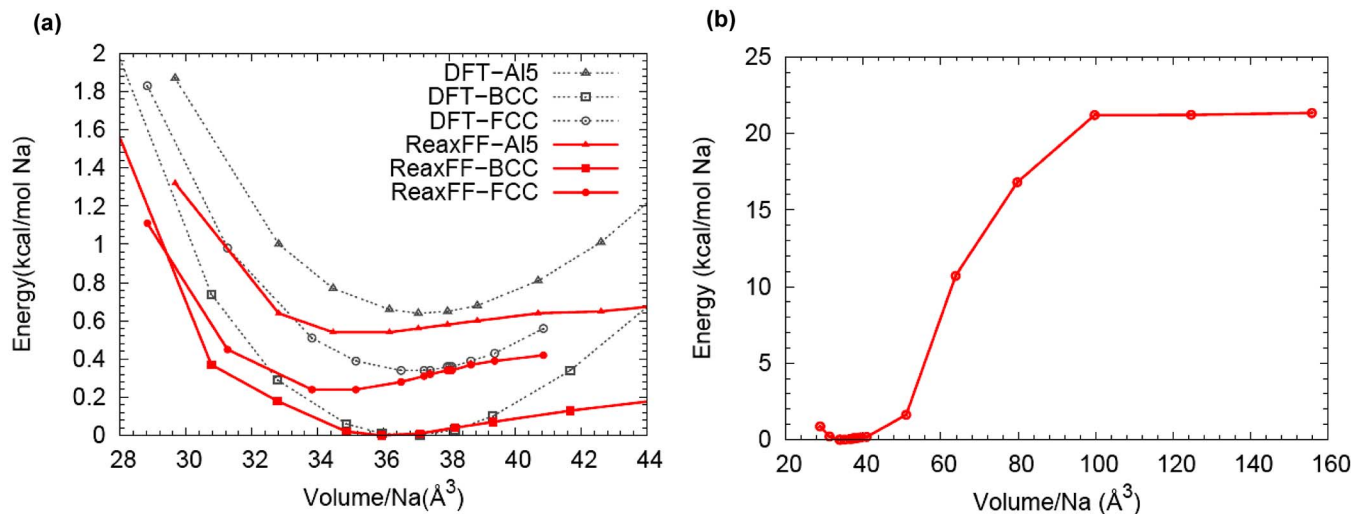 (a)
2
1.8
1.6
1.4
1.2
1
0.8
0.6
0.4
0.2
0
Energy(kcal/mol Na)
DFT−Al5
DFT−BCC
DFT−FCC
ReaxFF−Al5
ReaxFF−BCC
ReaxFF−FCC
28 30 32 34 36 38 40 42 44
Volume/Na(Å³)
(b)
25
20
15
10
5
0
Energy (kcal/mol Na)
20 40 60 80 100 120 140 160
Volume/Na (Å³)